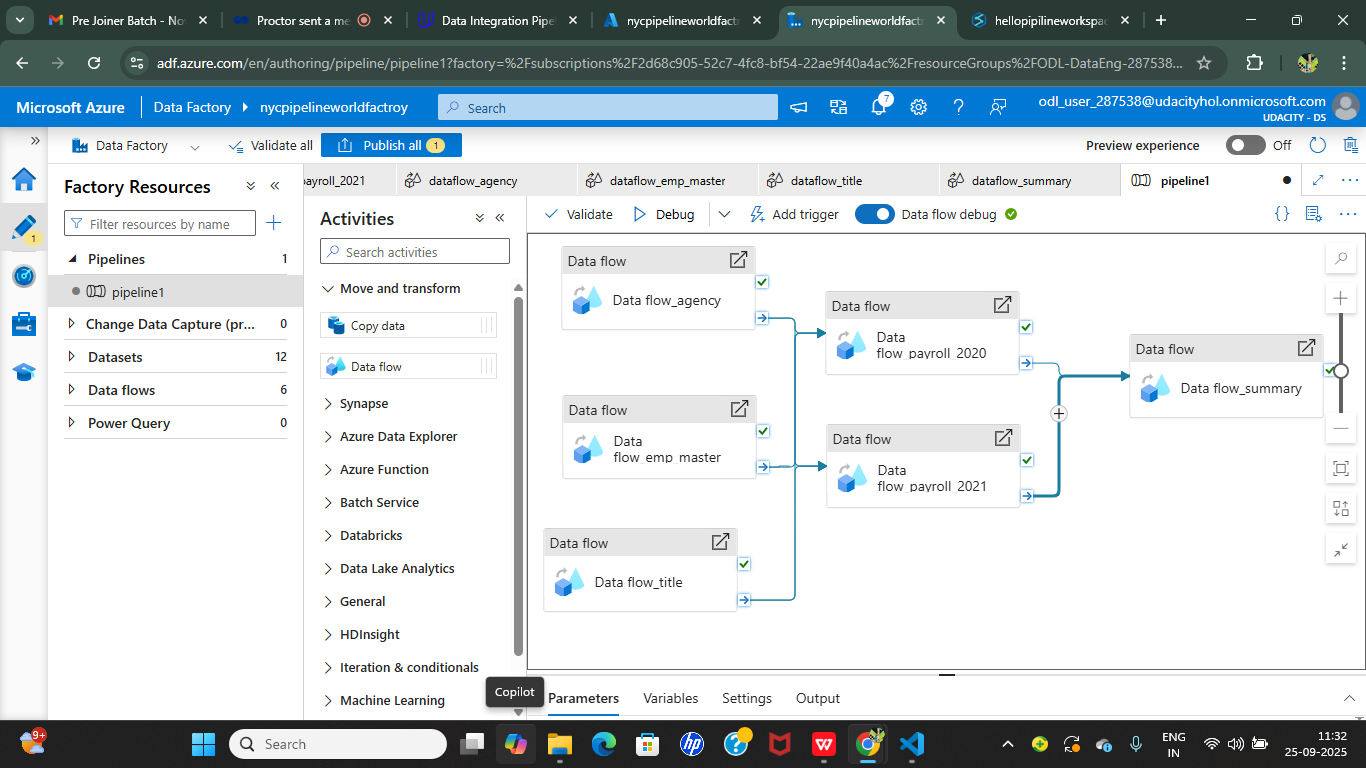 Pre Joiner Batch - No
Proctor sent a me
Data Integration Pipe
nycpipelineworldfact
nycpipelineworldfactr
hellopipilineworkspa
adf.azure.com/en/authoring/pipeline/pipeline1?factory=%2Fsubscriptions%2F2d68c905-52c7-4fc8-bf54-22ae9f40a4ac%2FresourceGroups%2FODL-DataEng-287538...
Microsoft Azure
Data Factory
nycpipelineworldfactroy
Search
7
odl_user_287538@udacityhol.onmicrosoft.com
UDACITY - DS
Data Factory
Validate all
Publish all
1
Preview experience
Off
1
Factory Resources
Filter resources by name
Pipelines
1
pipeline1
Change Data Capture (pr...
0
Datasets
12
Data flows
6
Power Query
0
ayroll_2021
dataflow_agency
dataflow_emp_master
dataflow_title
dataflow_summary
pipeline1
Activities
Search activities
Move and transform
Copy data
Data flow
Synapse
Azure Data Explorer
Azure Function
Batch Service
Databricks
Data Lake Analytics
General
HDInsight
Iteration & conditionals
Machine Learning
Copilot
Validate
Debug
Add trigger
Data flow debug
Data flow
Data flow_agency
Data flow
Data
flow_emp_master
Data flow
Data flow_title
Data flow
Data
flow_payroll_2020
Data flow
Data
flow_payroll_2021
Data flow
Data flow_summary
Parameters
Variables
Settings
Output
9+
Search
ENG
IN
11:32
25-09-2025